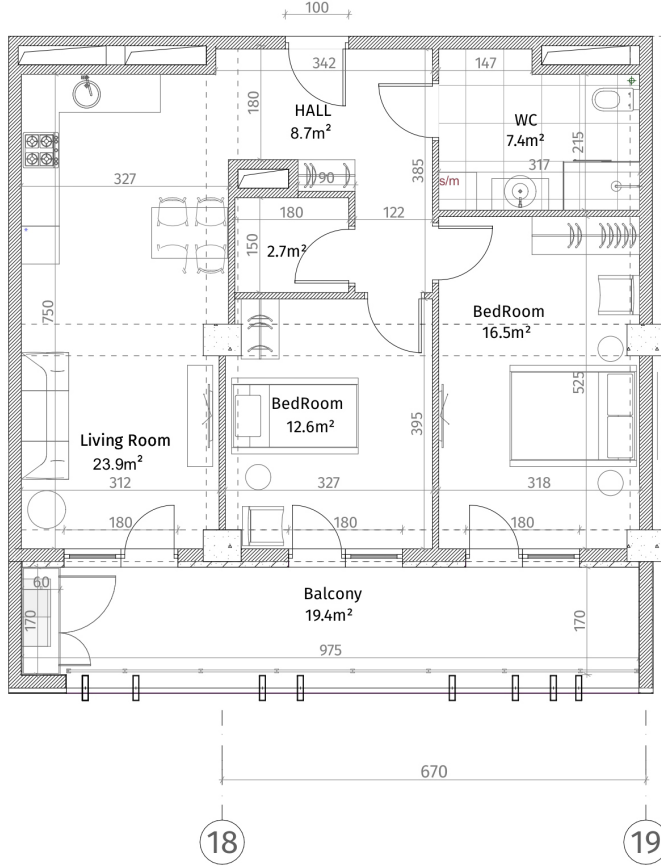 100
342
147
180
HALL
8.7m²
WC
7.4m²
215
327
90
385
317
s/m
180
122
150
2.7m²
750
BedRoom
16.5m²
525
BedRoom
12.6m²
395
Living Room
23.9m²
312
327
318
180
180
180
60
170
Balcony
19.4m²
170
975
670
18
19